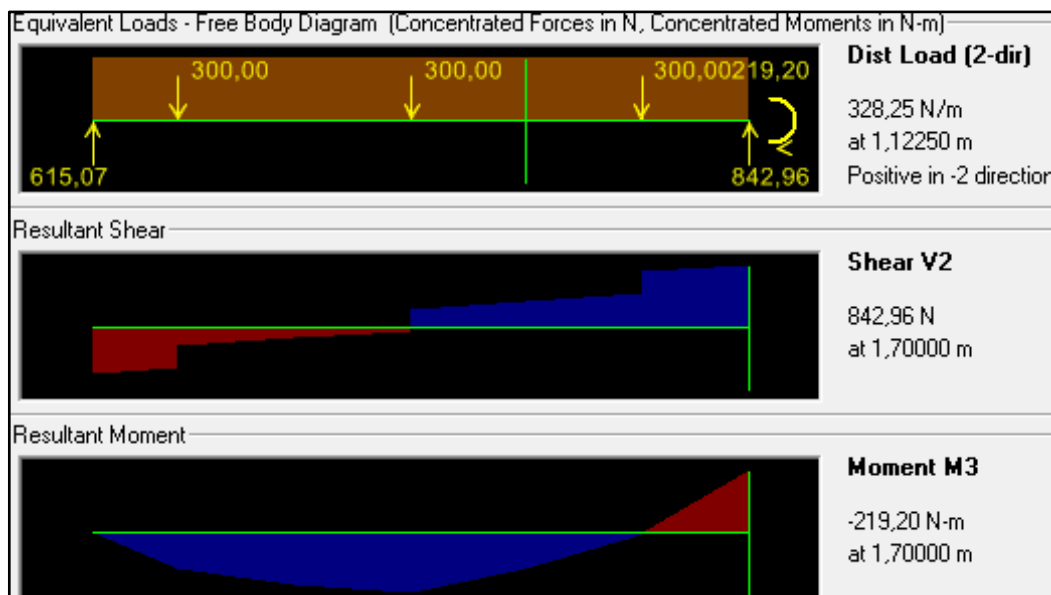 Equivalent Loads - Free Body Diagram (Concentrated Forces in N, Concentrated Moments in N-m)
300,00 300,00 300,00219,20
615,07 842,96
Dist Load (2-dir)
328,25 N/m
at 1,12250 m
Positive in -2 direction
Resultant Shear
Shear V2
842,96 N
at 1,70000 m
Resultant Moment
Moment M3
-219,20 N-m
at 1,70000 m